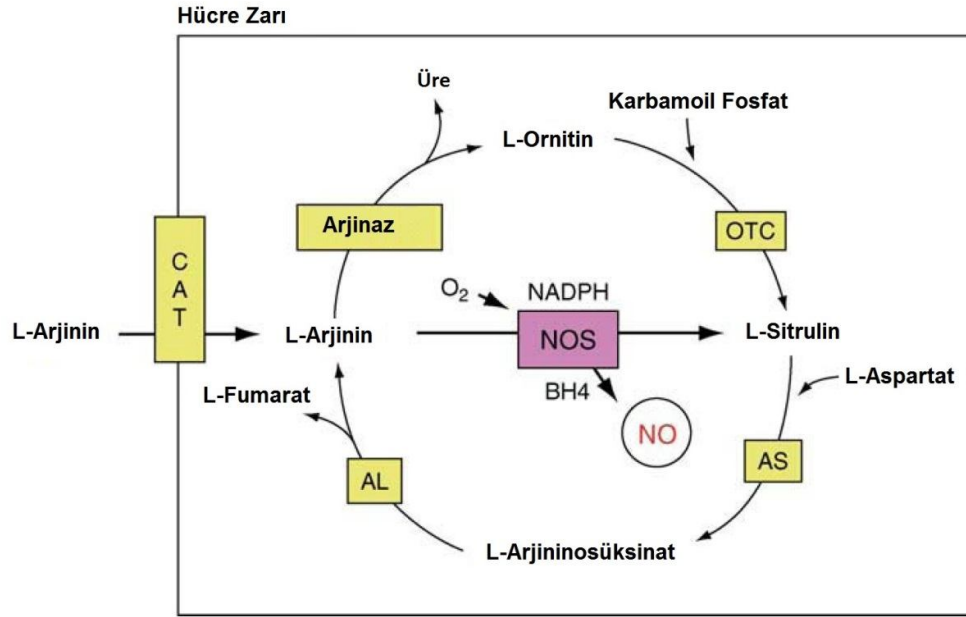 Hücre Zarı
Üre
Karbamoil Fosfat
L-Ornitin
Arjinaz
OTC
C
A
T
O2
NADPH
L-Arjinin
L-Arjinin
NOS
L-Sitrulin
L-Aspartat
L-Fumarat
BH4
NO
AL
AS
L-Arjininosüksinat